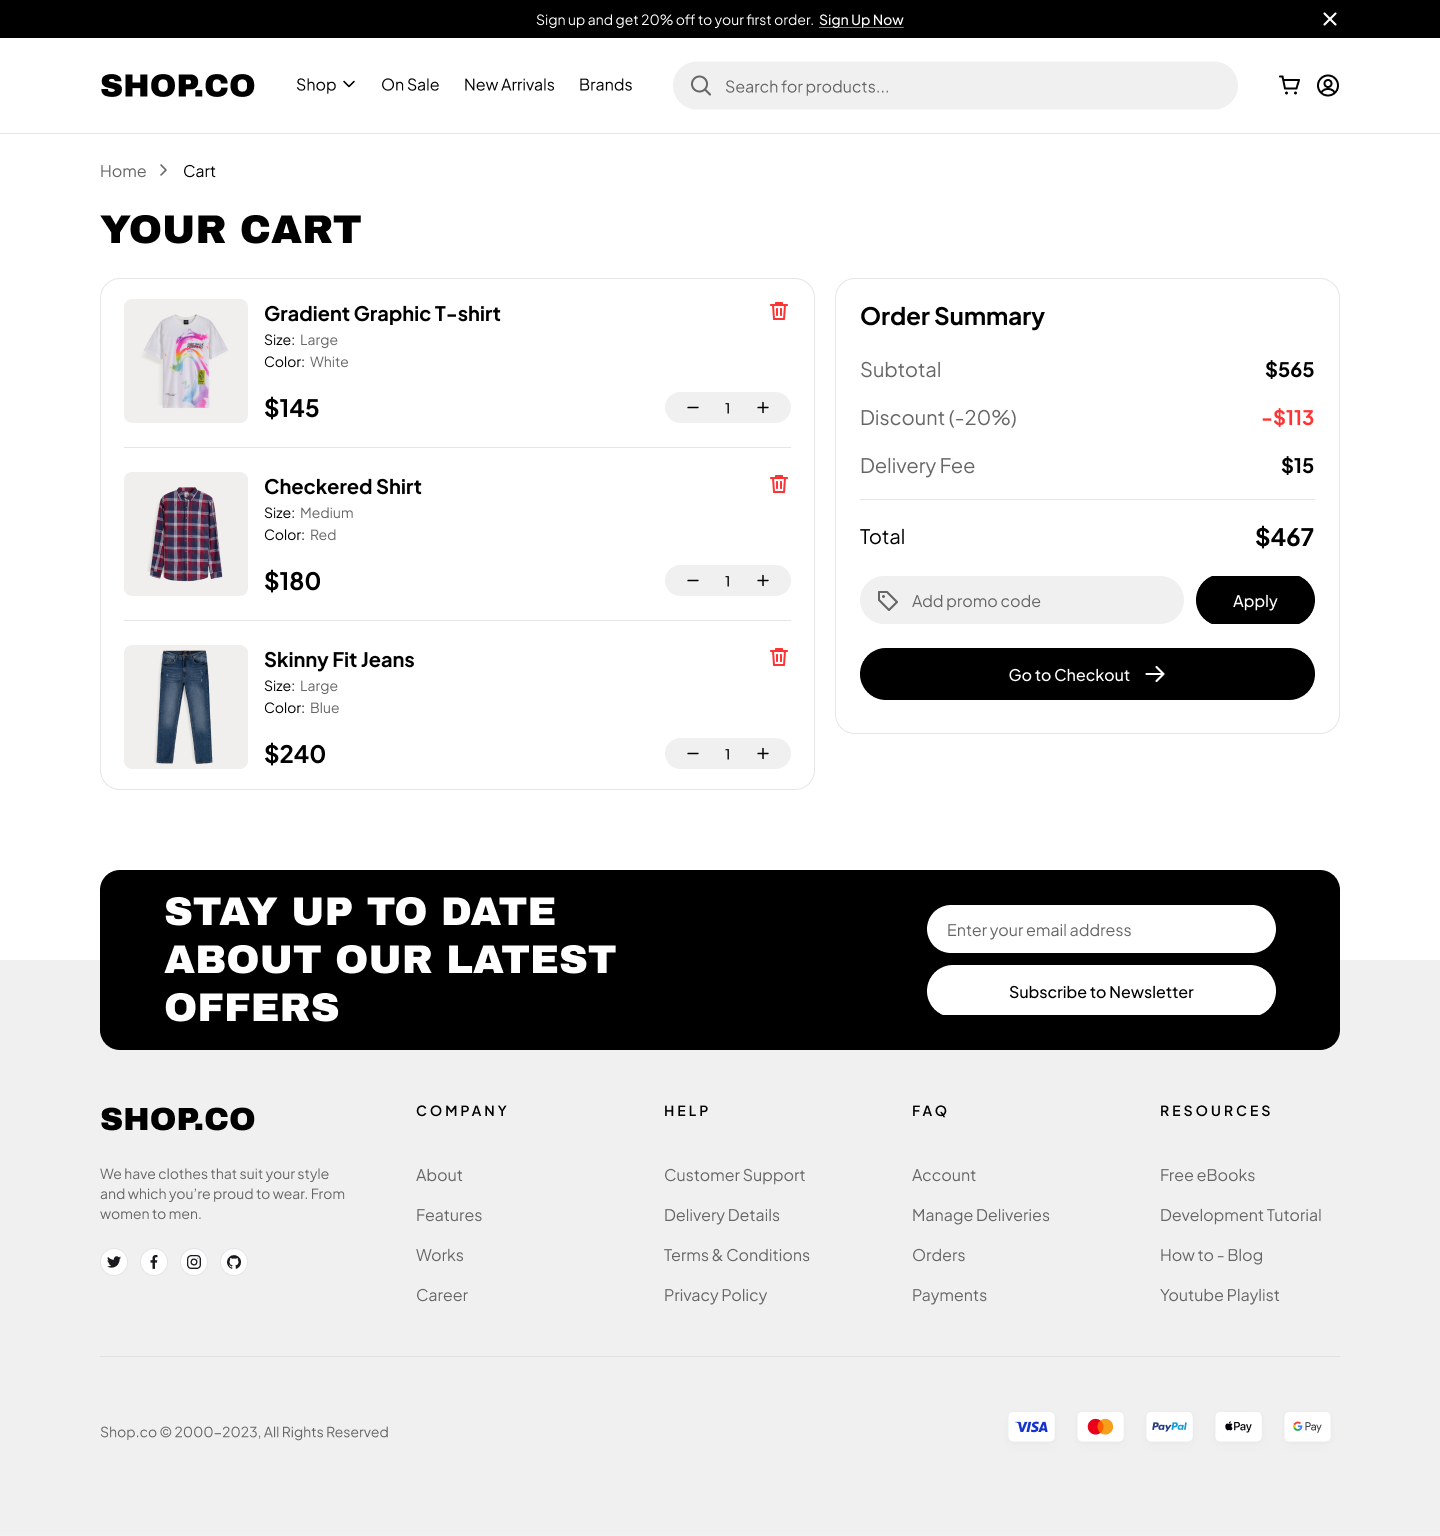 Sign up and get 20% off to your first order. Sign Up Now
SHOP.CO
Shop
On Sale
New Arrivals
Brands
Search for products...
Home
Cart
YOUR CART
Gradient Graphic T-shirt
Size: Large
Color: White
$145
1
Checkered Shirt
Size: Medium
Color: Red
$180
1
Skinny Fit Jeans
Size: Large
Color: Blue
$240
1
Order Summary
Subtotal $565
Discount (-20%) -$113
Delivery Fee $15
Total $467
Add promo code
Apply
Go to Checkout
STAY UP TO DATE
ABOUT OUR LATEST
OFFERS
Enter your email address
Subscribe to Newsletter
SHOP.CO
We have clothes that suit your style
and which you're proud to wear. From
women to men.
COMPANY
About
Features
Works
Career
HELP
Customer Support
Delivery Details
Terms & Conditions
Privacy Policy
FAQ
Account
Manage Deliveries
Orders
Payments
RESOURCES
Free eBooks
Development Tutorial
How to - Blog
Youtube Playlist
Shop.co © 2000-2023, All Rights Reserved
VISA
PayPal
Pay
G Pay